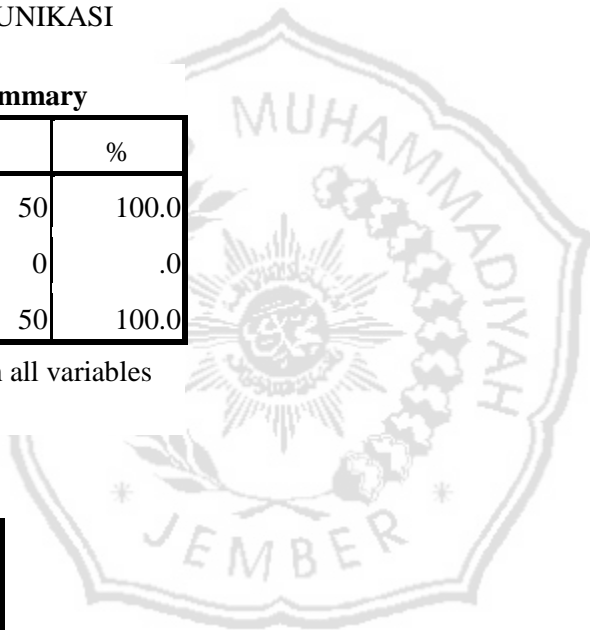 UNIKASI
mmary
%
50 100.0
0 .0
50 100.0
all variables
MUHAMMADIYAH
JEMBER